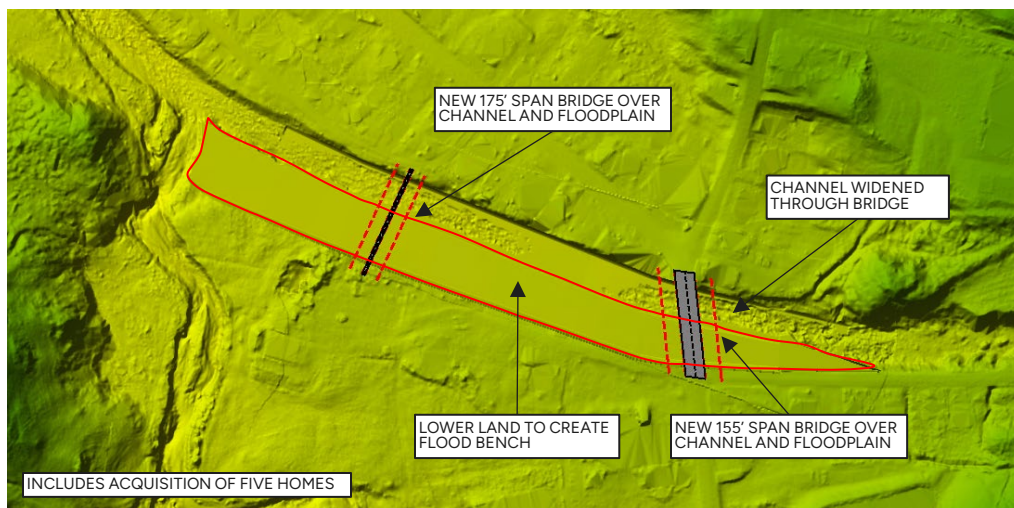 NEW 175' SPAN BRIDGE OVER
CHANNEL AND FLOODPLAIN
CHANNEL WIDENED
THROUGH BRIDGE
LOWER LAND TO CREATE
FLOOD BENCH
NEW 155' SPAN BRIDGE OVER
CHANNEL AND FLOODPLAIN
INCLUDES ACQUISITION OF FIVE HOMES